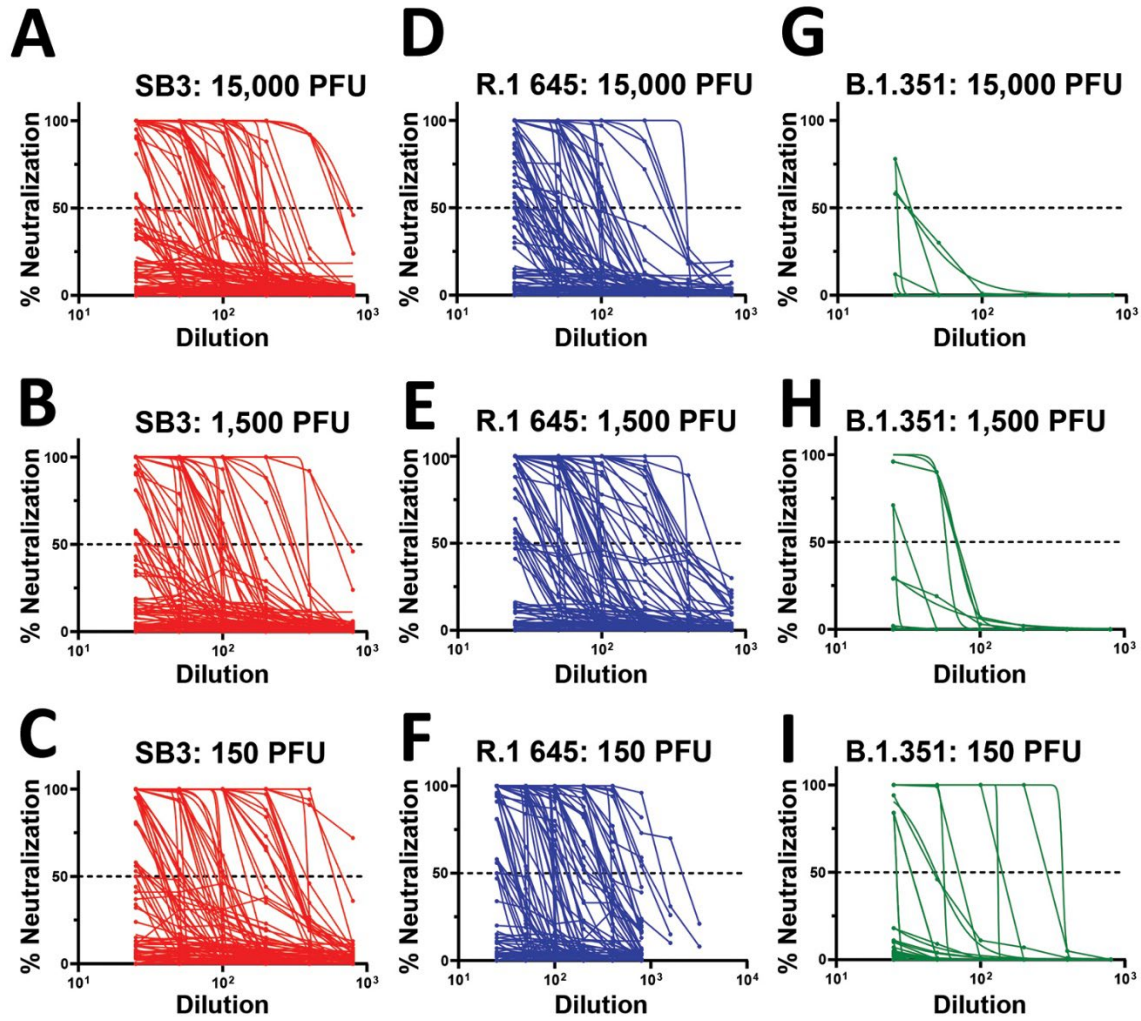 A
SB3: 15,000 PFU
% Neutralization
100
50
0
10¹
10²
10³
Dilution
D
R.1 645: 15,000 PFU
% Neutralization
100
50
0
10¹
10²
10³
Dilution
G
B.1.351: 15,000 PFU
% Neutralization
100
50
0
10¹
10²
10³
Dilution
B
SB3: 1,500 PFU
% Neutralization
100
50
0
10¹
10²
10³
Dilution
E
R.1 645: 1,500 PFU
% Neutralization
100
50
0
10¹
10²
10³
Dilution
H
B.1.351: 1,500 PFU
% Neutralization
100
50
0
10¹
10²
10³
Dilution
C
SB3: 150 PFU
% Neutralization
100
50
0
10¹
10²
10³
Dilution
F
R.1 645: 150 PFU
% Neutralization
100
50
0
10¹
10²
10³
10⁴
Dilution
I
B.1.351: 150 PFU
% Neutralization
100
50
0
10¹
10²
10³
Dilution